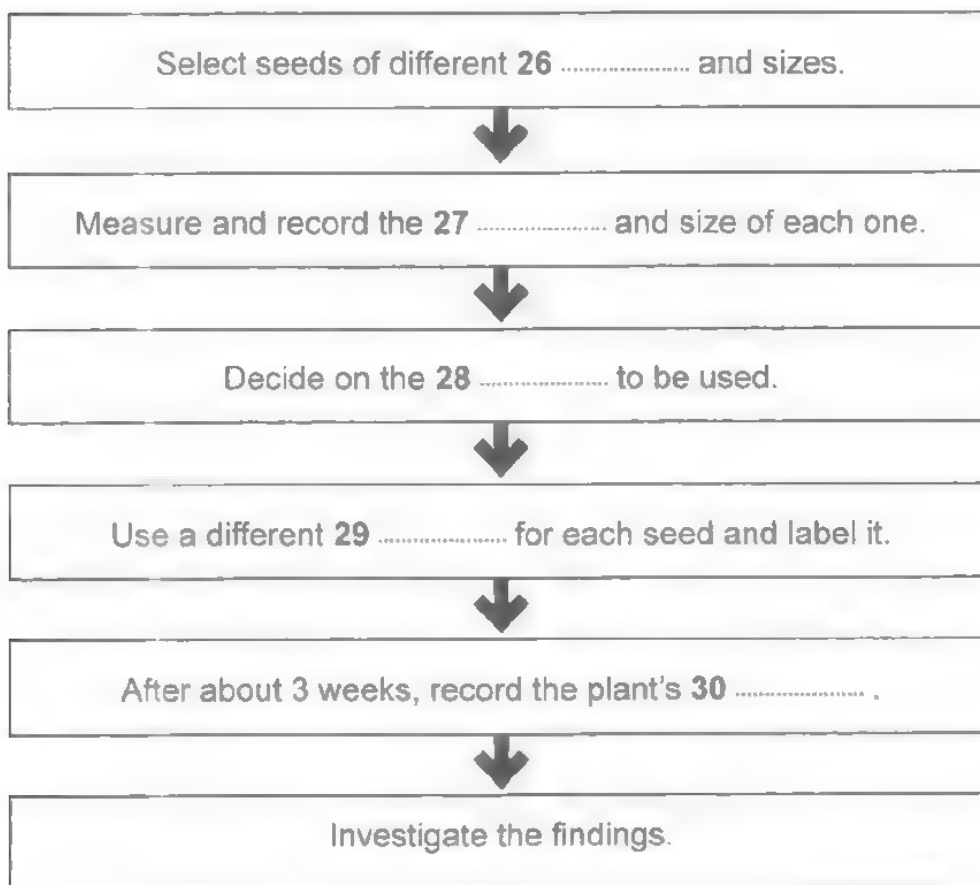 Select seeds of different 26 .................... and sizes.
Measure and record the 27 .................... and size of each one.
Decide on the 28 .................... to be used.
Use a different 29 .................... for each seed and label it.
After about 3 weeks, record the plant's 30 .................... .
Investigate the findings.